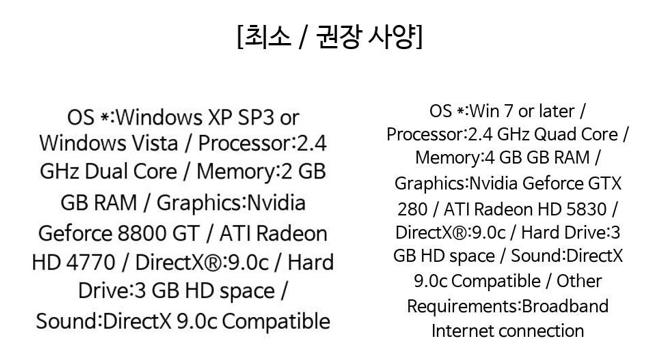 [최소 / 권장 사양]
OS *:Windows XP SP3 or
Windows Vista / Processor:2.4
GHz Dual Core / Memory:2 GB
GB RAM / Graphics:Nvidia
Geforce 8800 GT / ATI Radeon
HD 4770 / DirectX®:9.0c / Hard
Drive:3 GB HD space /
Sound:DirectX 9.0c Compatible
OS *:Win 7 or later /
Processor:2.4 GHz Quad Core /
Memory:4 GB GB RAM /
Graphics:Nvidia Geforce GTX
280 / ATI Radeon HD 5830 /
DirectX®:9.0c / Hard Drive:3
GB HD space / Sound:DirectX
9.0c Compatible / Other
Requirements:Broadband
Internet connection